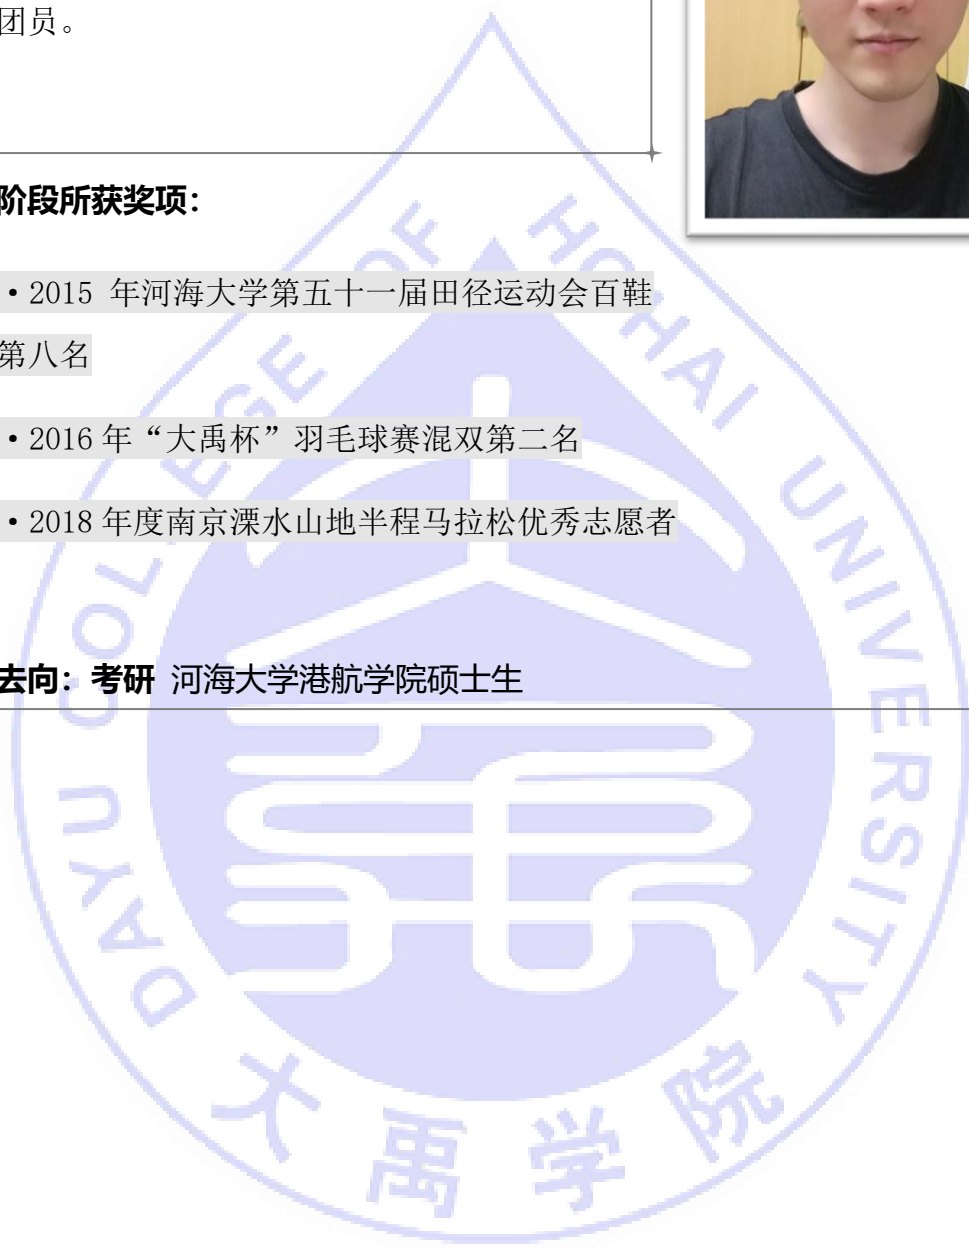 团员。
阶段所获奖项：
•2015 年河海大学第五十一届田径运动会百鞋
第八名
•2016 年“大禹杯”羽毛球赛混双第二名
•2018 年度南京溧水山地半程马拉松优秀志愿者
去向：考研 河海大学港航学院硕士生
DAYU COLLEGE OF HOHAI UNIVERSITY
大禹学院